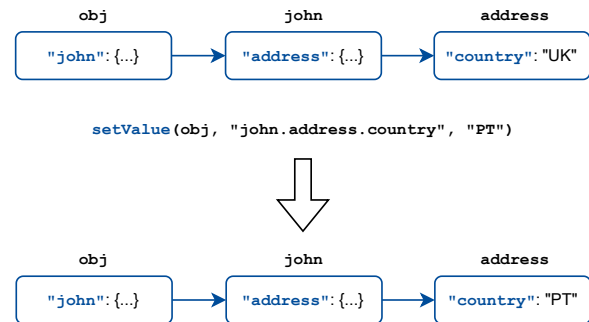 obj john address
"john": {...} "address": {...} "country": "UK"
setValue(obj, "john.address.country", "PT")
obj john address
"john": {...} "address": {...} "country": "PT"